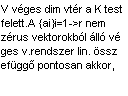 V véges dim vtér a K test
felett.A {ai}i=1->r nem
zérus vektorokból álló vé
ges v.rendszer lin. össz
efüggő pontosan akkor,